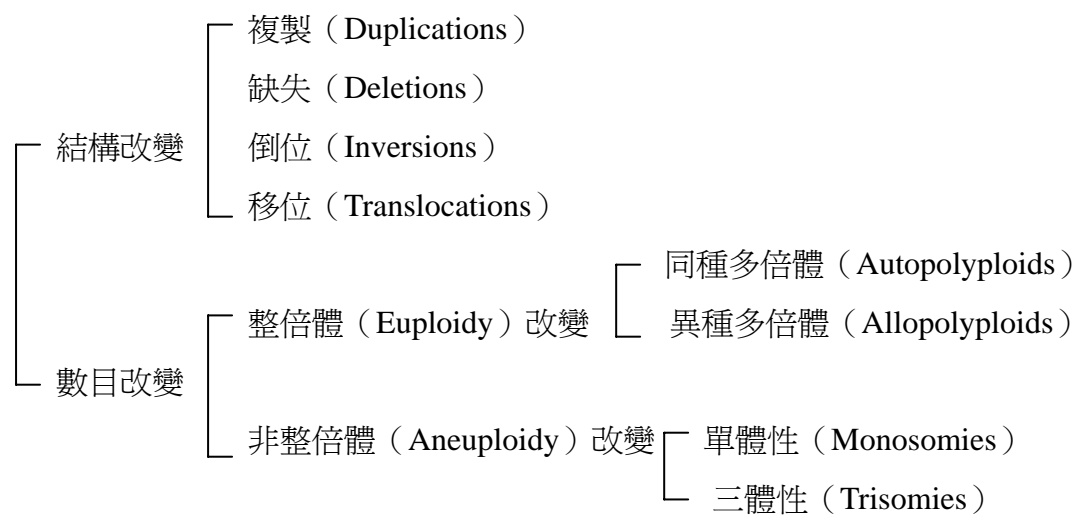 複製（Duplications）
缺失（Deletions）
結構改變
倒位（Inversions）
移位（Translocations）
同種多倍體（Autopolyploids）
整倍體（Euploidy）改變
異種多倍體（Allopolyploids）
數目改變
非整倍體（Aneuploidy）改變
單體性（Monosomies）
三體性（Trisomies）